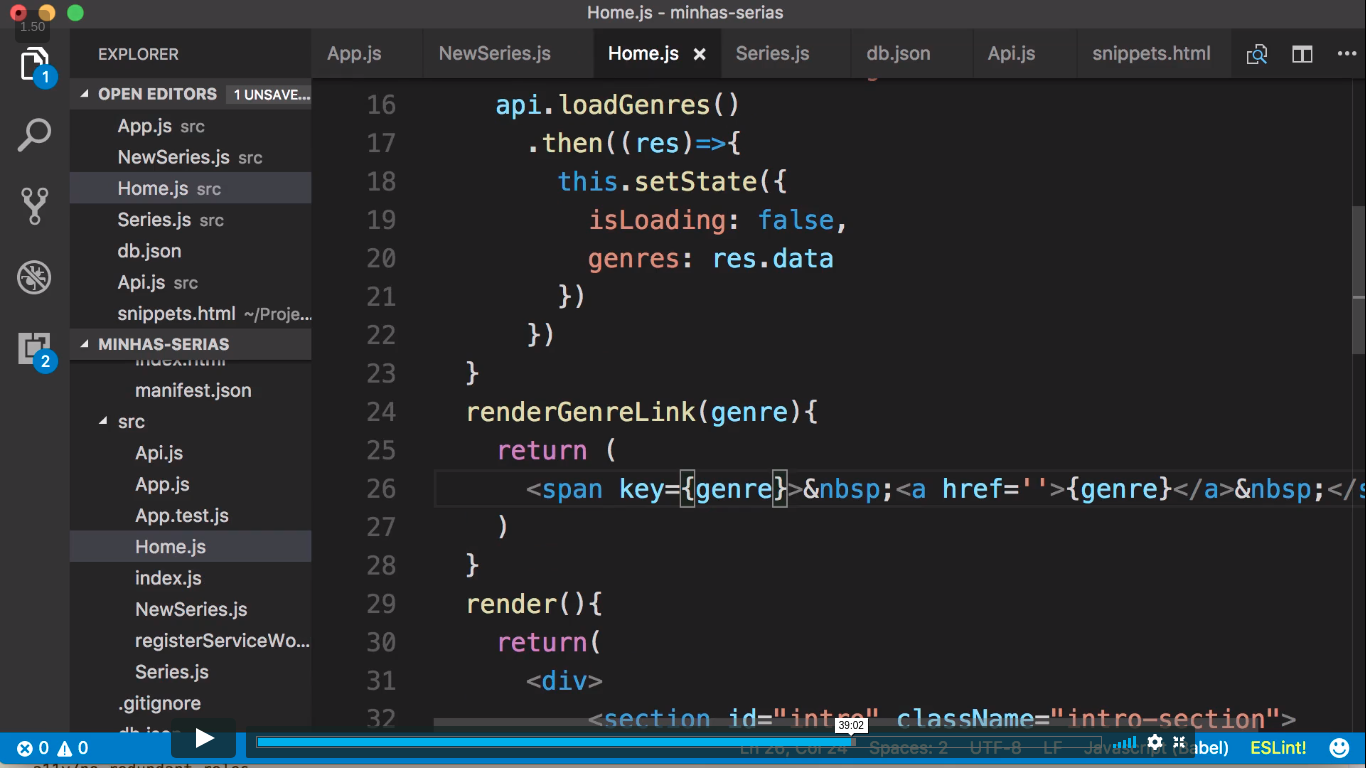 Home.js - minhas-serias
1.50
EXPLORER
App.js NewSeries.js Home.js × Series.js db.json Api.js snippets.html
1
OPEN EDITORS 1 UNSAVE...
App.js src
NewSeries.js src
Home.js src
Series.js src
db.json
Api.js src
snippets.html ~/Proje...
2
MINHAS-SERIAS
index.html
manifest.json
src
Api.js
App.js
App.test.js
Home.js
index.js
NewSeries.js
registerServiceWo...
Series.js
.gitignore
db.json
16 api.loadGenres()
17 .then((res)=>{
18 this.setState({
19 isLoading: false,
20 genres: res.data
21 })
22 })
23 }
24 renderGenreLink(genre){
25 return (
26 <span key={genre}>&nbsp;<a href=''>{genre}</a>&nbsp;</s
27 )
28 }
29 render(){
30 return(
31 <div>
32 <section id="intro" className="intro-section">
39:02
0 0 Ln 26, Col 24 Spaces: 2 UTF-8 LF Javascript (Babel) ESLint!